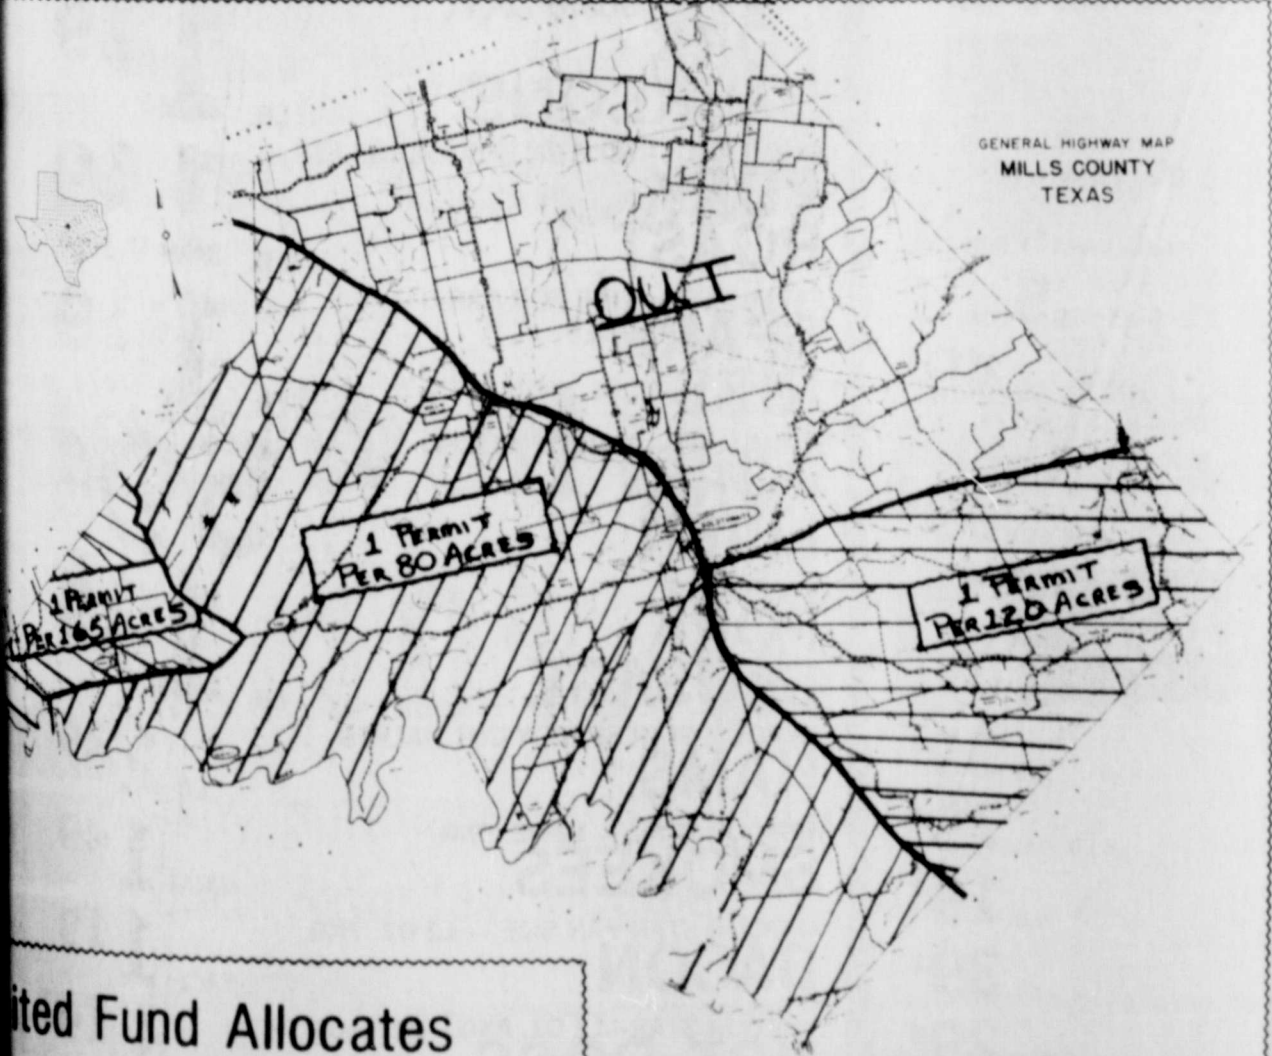 GENERAL HIGHWAY MAP
MILLS COUNTY
TEXAS
OUT
1 PERMIT
PER 80 ACRES
1 PERMIT
PER 120 ACRES
1 PERMIT
PER 165 ACRES
ited Fund Allocates